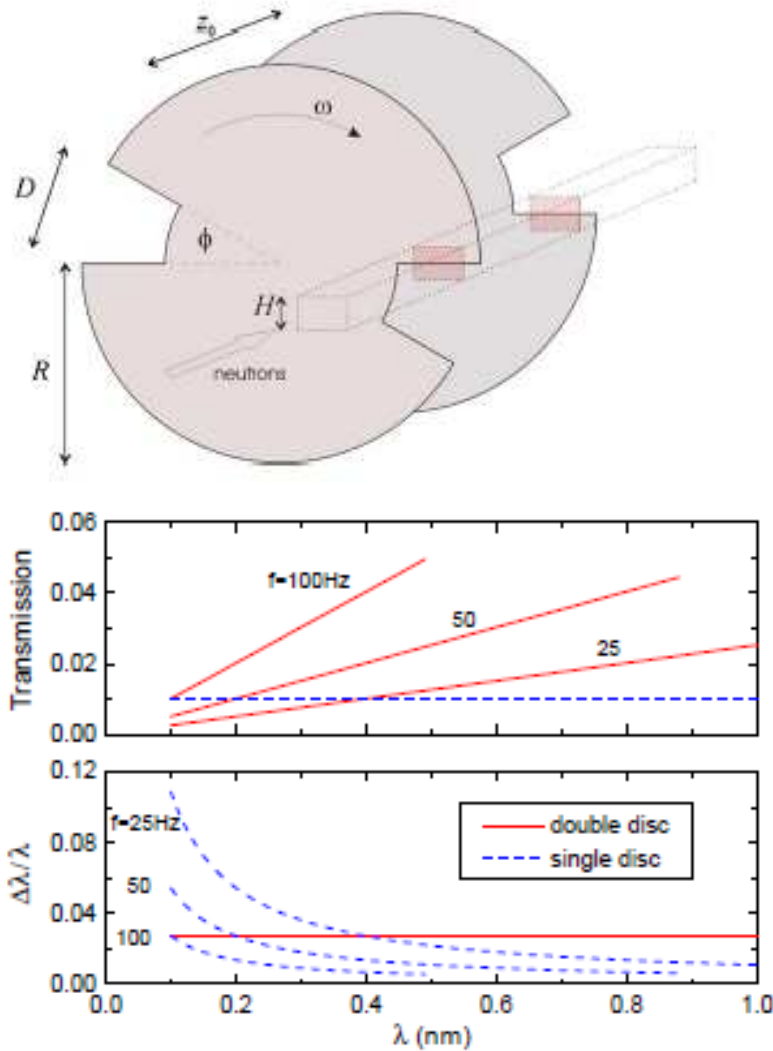 z₀
ω
D
ϕ
H
R
neutrons
Transmission
0.06
0.04
0.02
0.00
f=100Hz
50
25
Δλ/λ
0.12
0.08
0.04
0.00
f=25Hz
50
100
double disc
single disc
0.0 0.2 0.4 0.6 0.8 1.0
λ (nm)